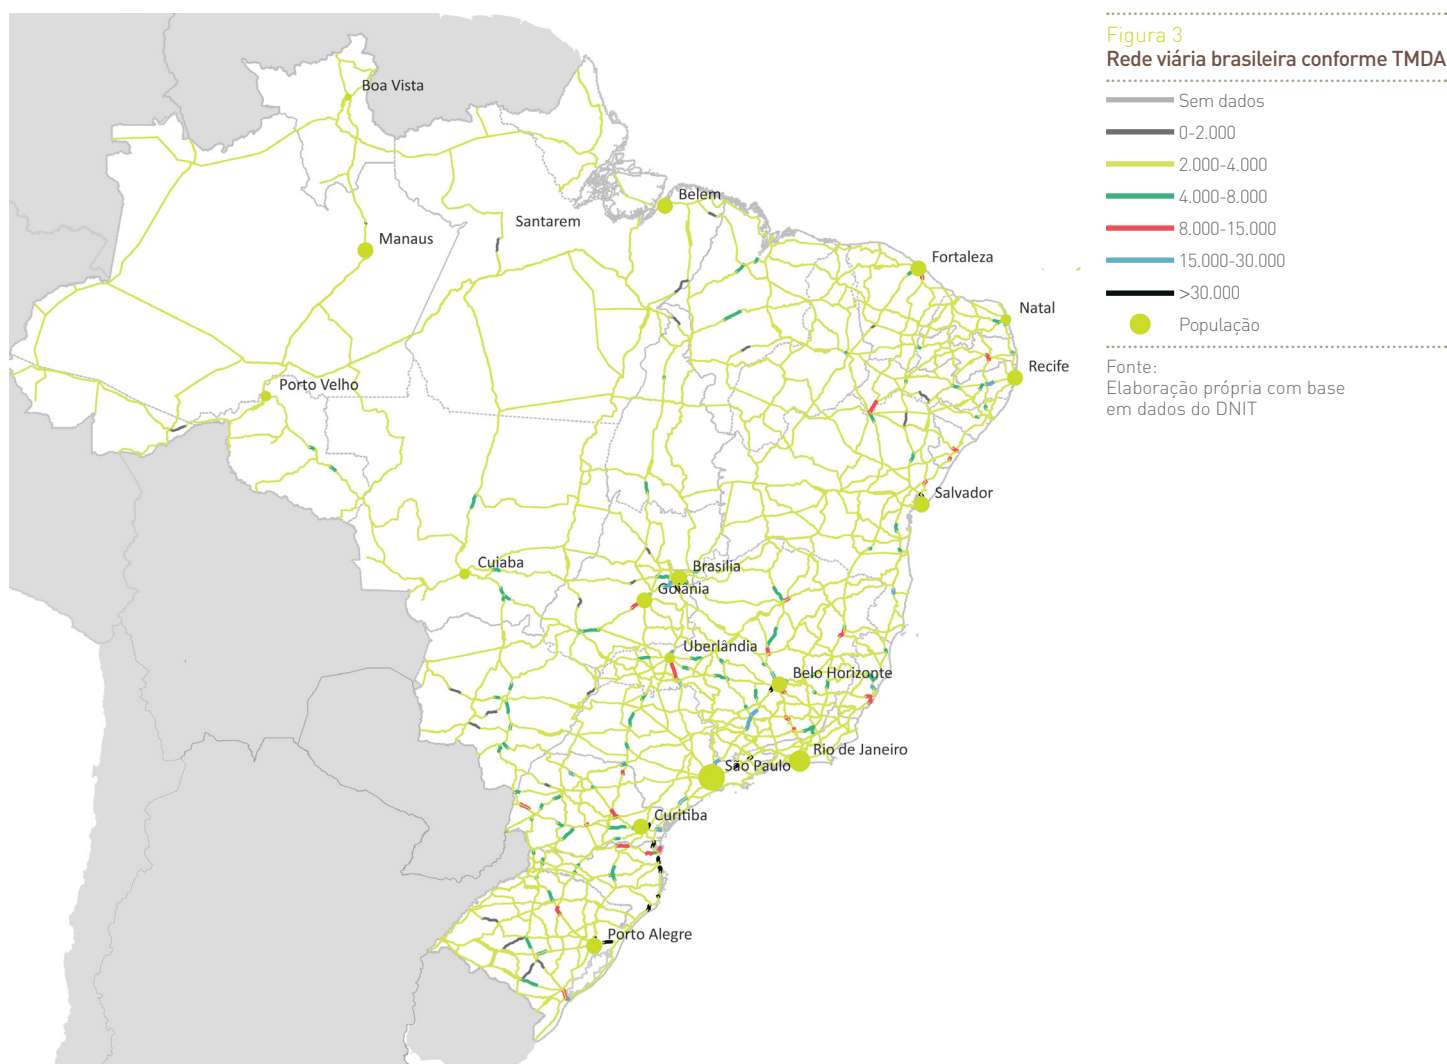 Figura 3
Rede viária brasileira conforme TMDA
Sem dados
0-2.000
2.000-4.000
4.000-8.000
8.000-15.000
15.000-30.000
>30.000
População
Fonte:
Elaboração própria com base
em dados do DNIT
Boa Vista
Belem
Santarem
Manaus
Fortaleza
Natal
Recife
Porto Velho
Salvador
Cuiaba
Brasília
Goiânia
Uberlândia
Belo Horizonte
Rio de Janeiro
São Paulo
Curitiba
Porto Alegre